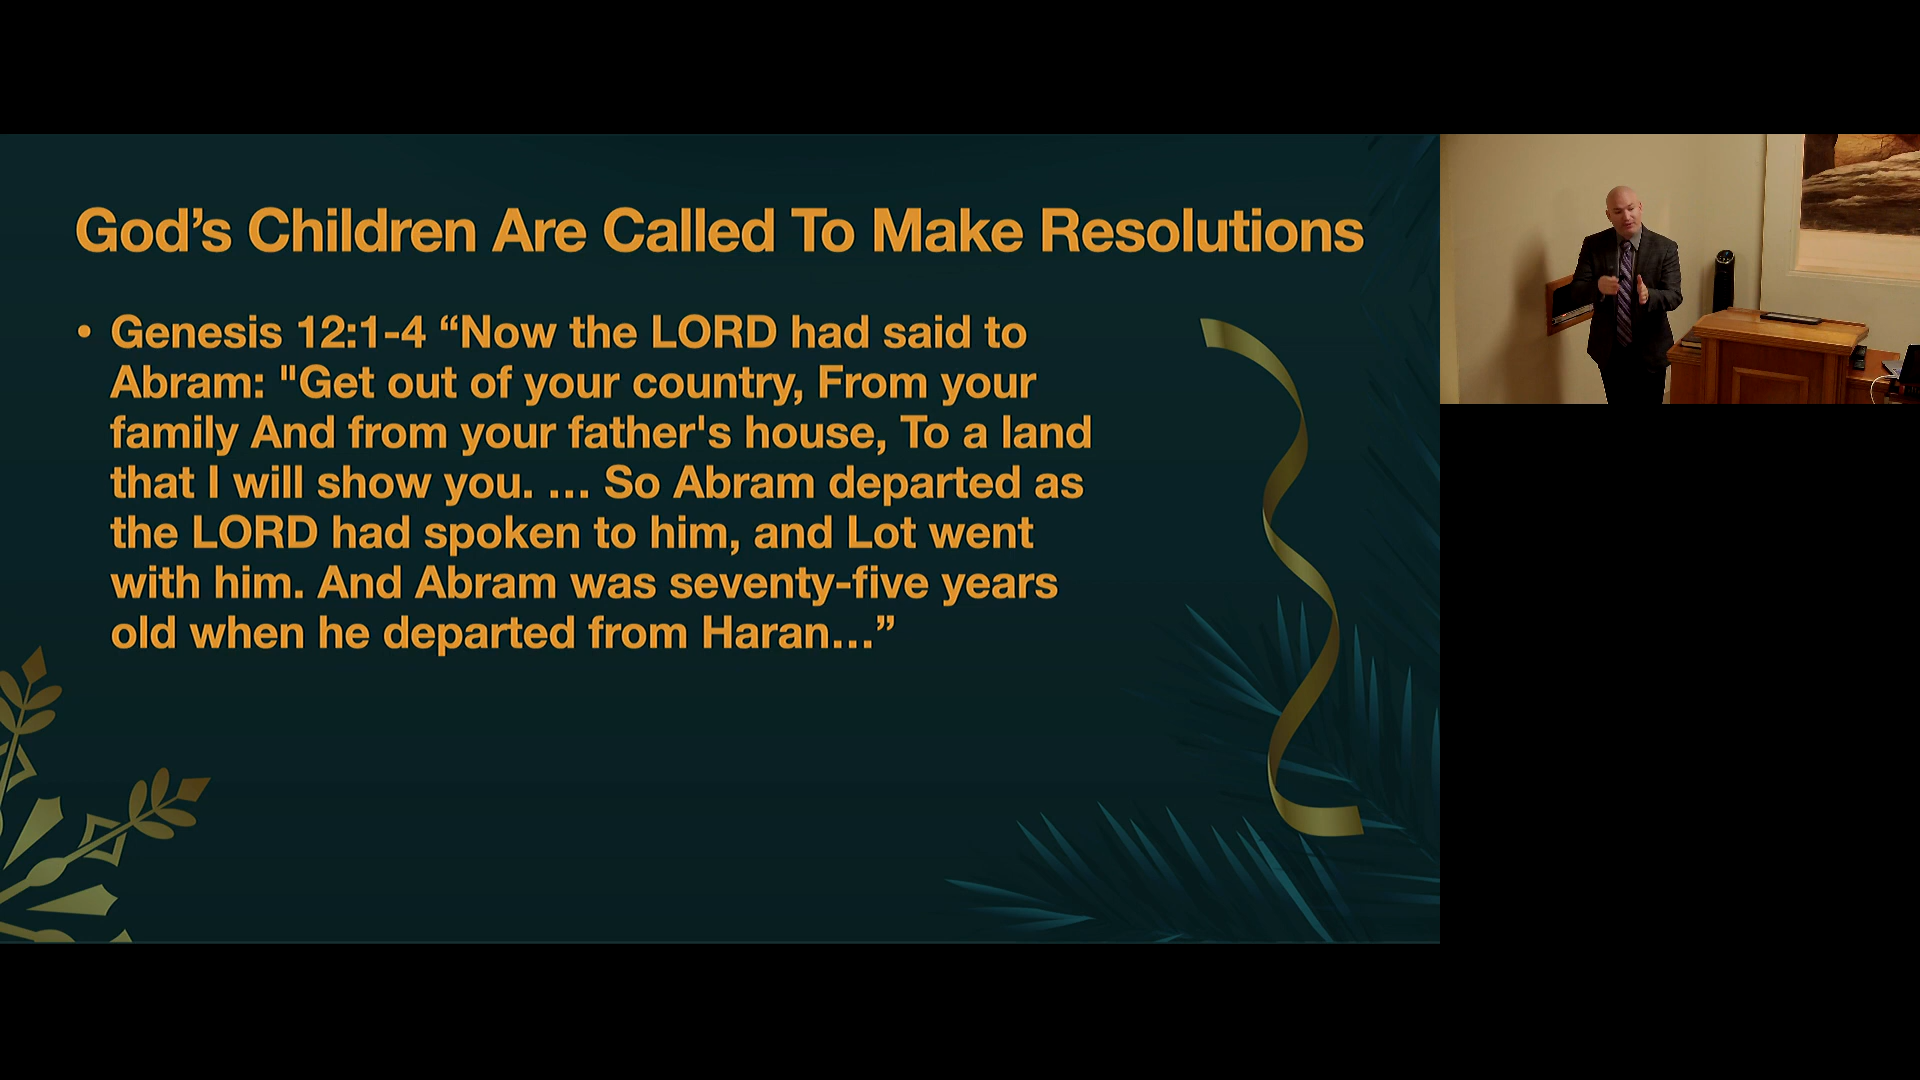 God’s Children Are Called To Make Resolutions
• Genesis 12:1-4 “Now the LORD had said to
Abram: "Get out of your country, From your
family And from your father's house, To a land
that I will show you. … So Abram departed as
the LORD had spoken to him, and Lot went
with him. And Abram was seventy-five years
old when he departed from Haran…”